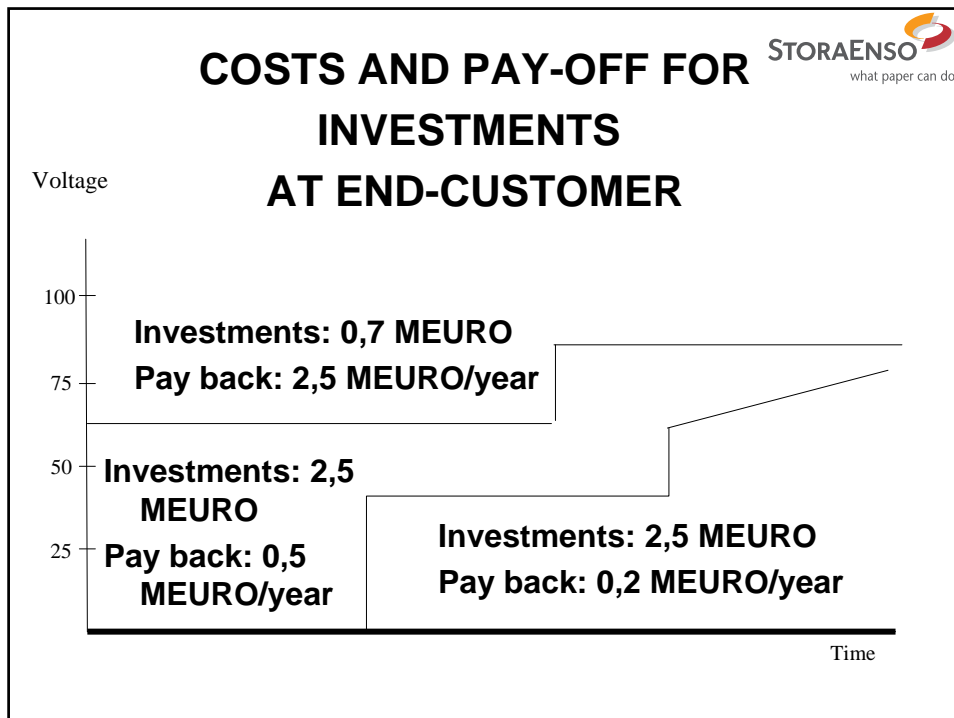 STORAENSO
what paper can do
COSTS AND PAY-OFF FOR
INVESTMENTS
AT END-CUSTOMER
Voltage
100
75
50
25
Investments: 0,7 MEURO
Pay back: 2,5 MEURO/year
Investments: 2,5
MEURO
Pay back: 0,5
MEURO/year
Investments: 2,5 MEURO
Pay back: 0,2 MEURO/year
Time